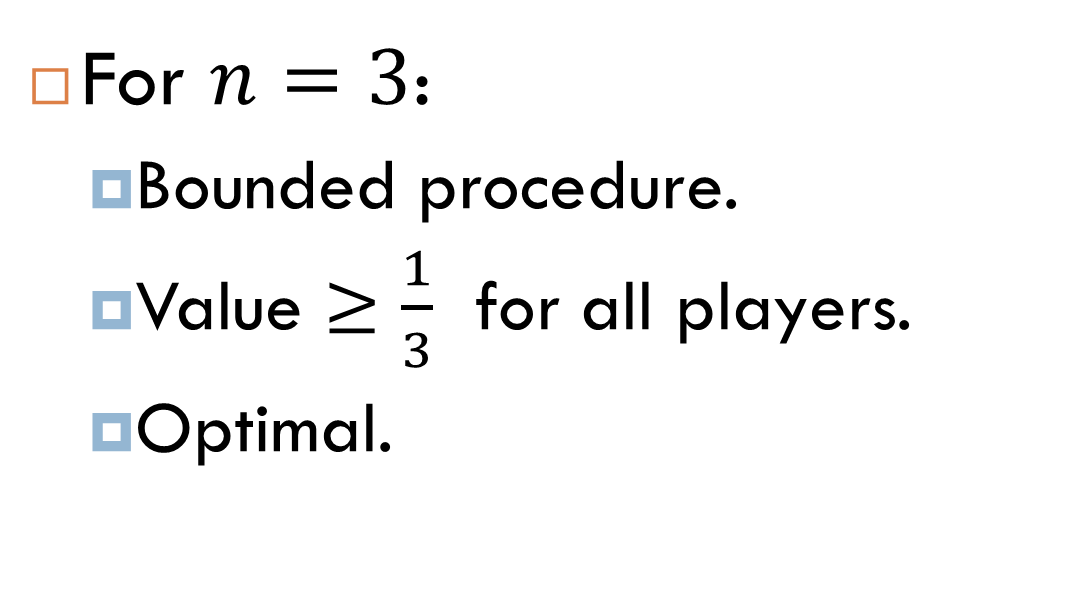 For n = 3:
Bounded procedure.
Value ≥ 1/3 for all players.
Optimal.